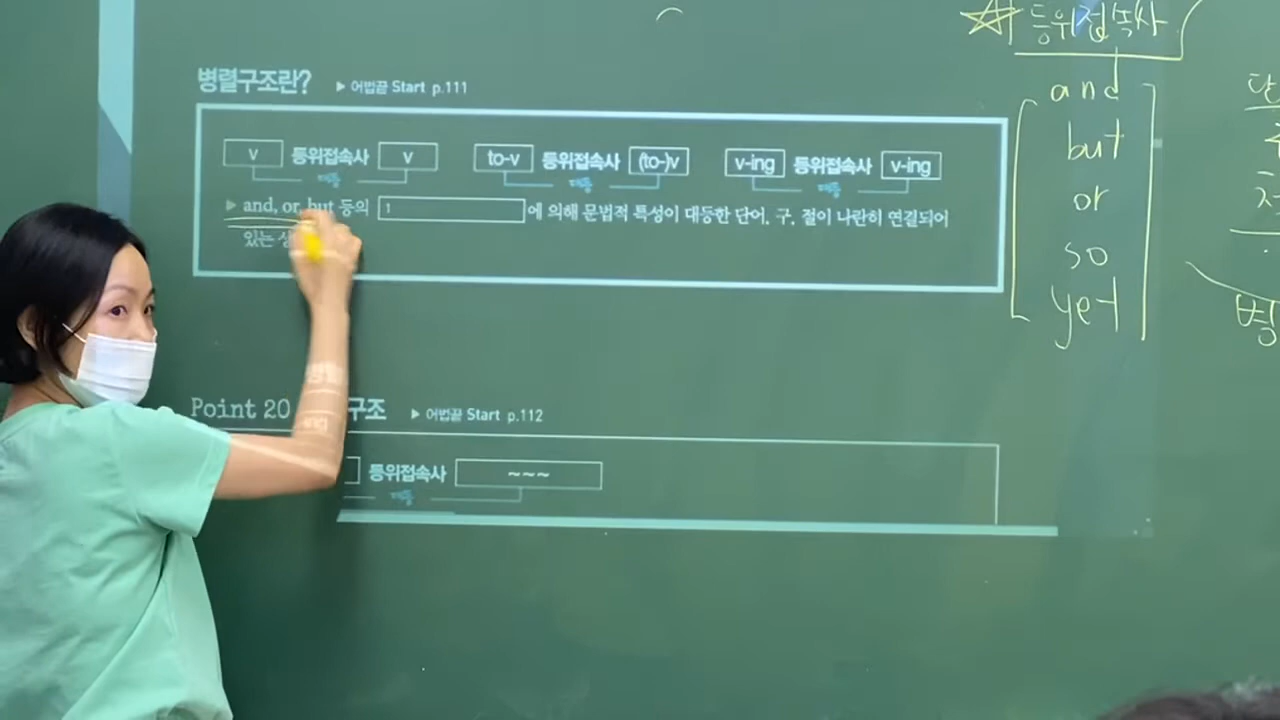 병렬구조란? ▶ 어법끝 Start p.111
v 등위접속사 v to-v 등위접속사 (to-)v v-ing 등위접속사 v-ing
대등 대등 대등
▶ and, or, but 등의 1 에 의해 문법적 특성이 대등한 단어, 구, 절이 나란히 연결되어
있는
Point 20 구조 ▶ 어법끝 Start p.112
등위접속사 ~~~
대등
등위접속사
and
but
or
so
yet